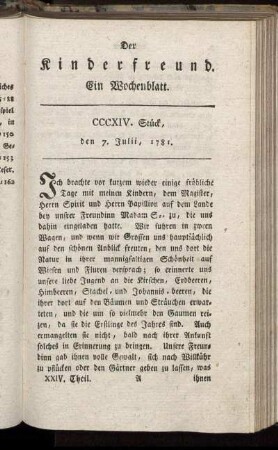 Der
Kinderfreund.
Ein Wochenblatt.
CCCXIV. Stück,
den 7. Julii, 1781.
Ich brachte vor kurzem wieder einige fröhliche
Tage mit meinen Kindern, dem Magister,
Herrn Spirit und Herrn Papillion auf dem Lande
bey unsrer Freundinn Madam S.. zu, die uns
dahin eingeladen hatte. Wir fuhren in zween
Wagen, und wenn wir Grossen uns hauptsächlich
auf den schönen Anblick freuten, den uns dort die
Natur in ihrer mannigfaltigen Schönheit auf
Wiesen und Fluren versprach; so erinnerte uns
unsre liebe Jugend an die Kirschen, Erdbeeren,
Himbeeren, Stachel- und Johannis-beeren, die
ihrer dort auf den Bäumen und Sträuchen erwar-
teten, und die um so vielmehr den Gaumen rei-
zen, da sie die Erstlinge des Jahrs sind. Auch
ermangelten sie nicht, bald nach ihrer Ankunft
solches in Erinnerung zu bringen. Unsre Freun-
dinn gab ihnen volle Gewalt, sich nach Willkühr
zu pflücken oder den Gärtner geben zu lassen, was
XXIV. Theil. A ihnen